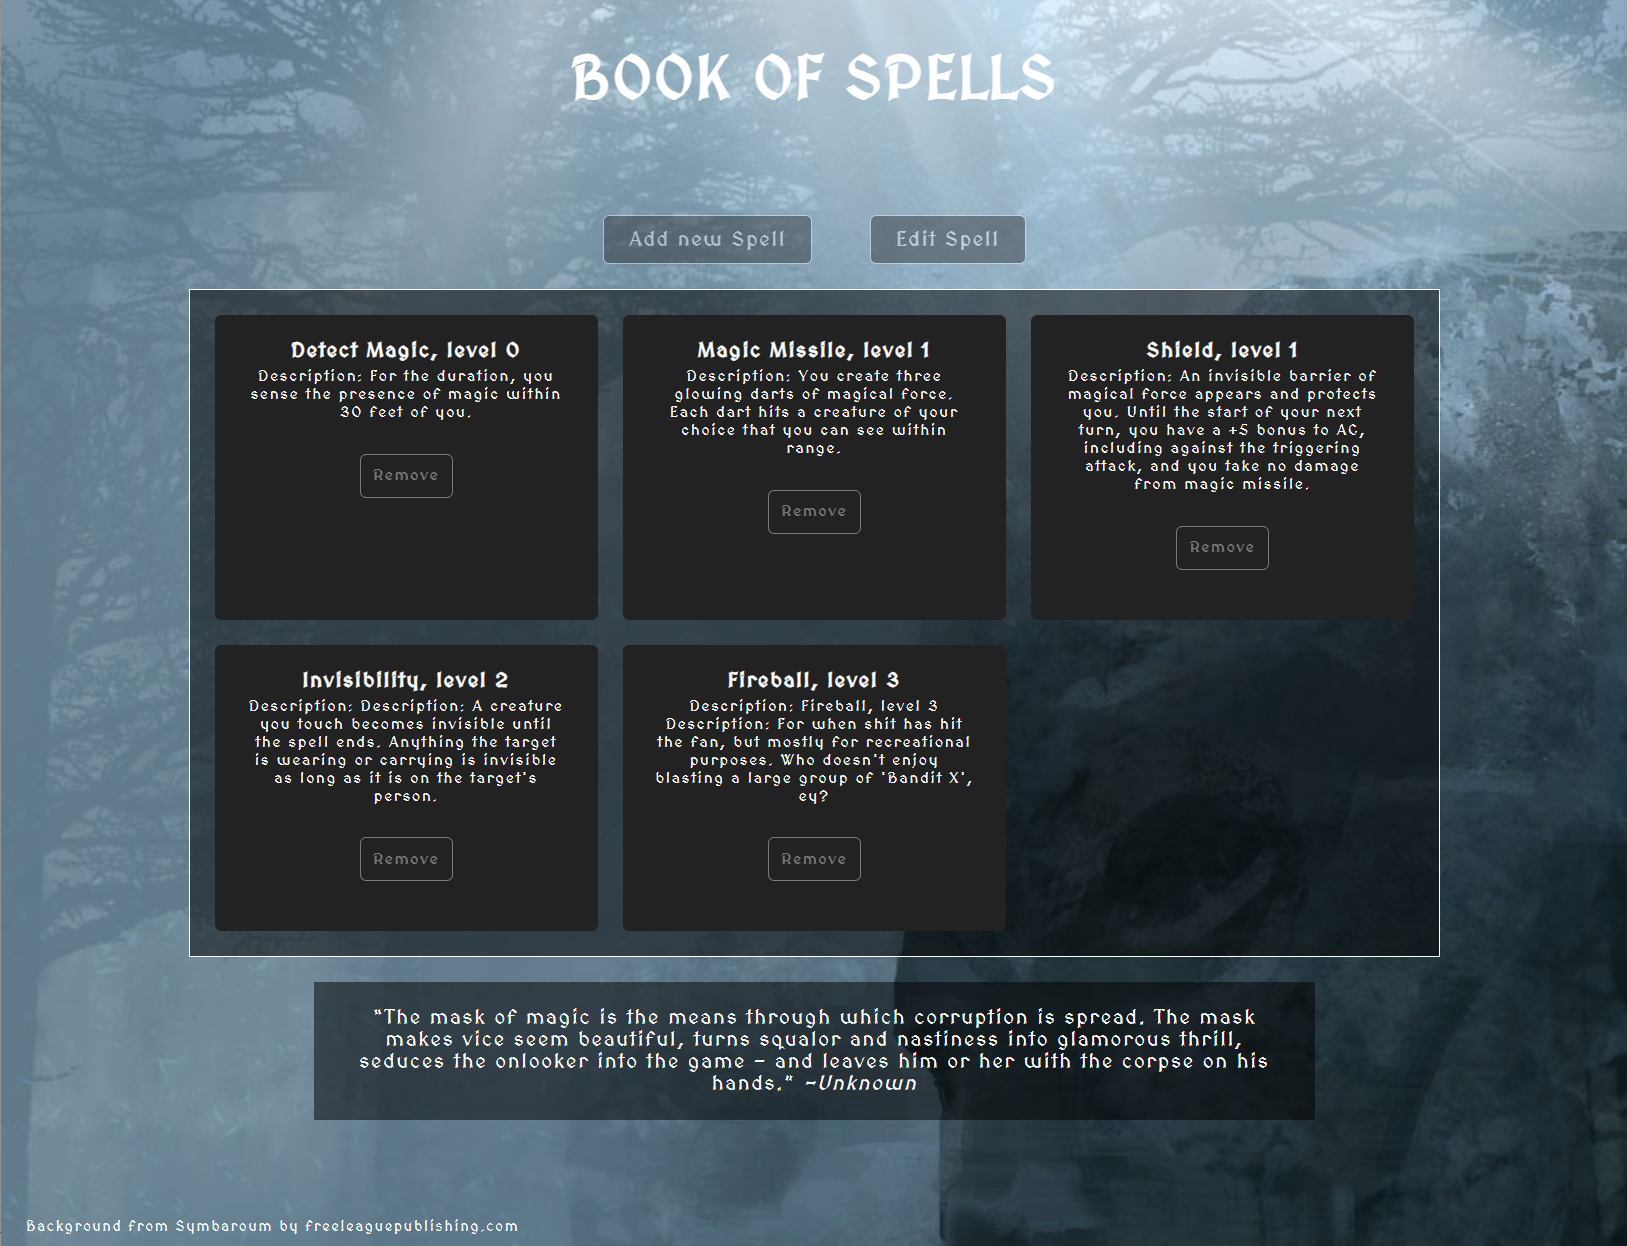 BOOK OF SPELLS
Add new Spell
Edit Spell
Detect Magic, level 0
Description: For the duration, you
sense the presence of magic within
30 feet of you.
Remove
Magic Missile, level 1
Description: You create three
glowing darts of magical force.
Each dart hits a creature of your
choice that you can see within
range.
Remove
Shield, level 1
Description: An invisible barrier of
magical force appears and protects
you. Until the start of your next
turn, you have a +5 bonus to AC,
including against the triggering
attack, and you take no damage
from magic missile.
Remove
Invisibility, level 2
Description: Description: A creature
you touch becomes invisible until
the spell ends. Anything the target
is wearing or carrying is invisible
as long as it is on the target's
person.
Remove
Fireball, level 3
Description: Fireball, level 3
Description: For when shit has hit
the fan, but mostly for recreational
purposes. Who doesn't enjoy
blasting a large group of 'Bandit X',
ey?
Remove
"The mask of magic is the means through which corruption is spread. The mask
makes vice seem beautiful, turns squalor and nastiness into glamorous thrill,
seduces the onlooker into the game – and leaves him or her with the corpse on his
hands." ~Unknown
Background from Symbaroum by freeleaguepublishing.com